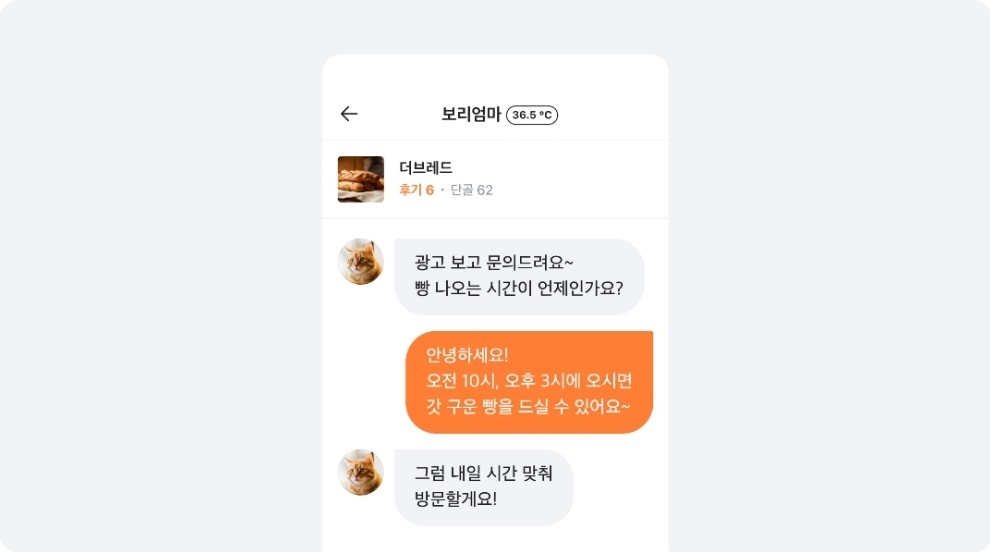 보리엄마 36.5 °C
더브레드
후기 6 · 단골 62
광고 보고 문의드려요~
빵 나오는 시간이 언제인가요?
안녕하세요!
오전 10시, 오후 3시에 오시면
갓 구운 빵을 드실 수 있어요~
그럼 내일 시간 맞춰
방문할게요!